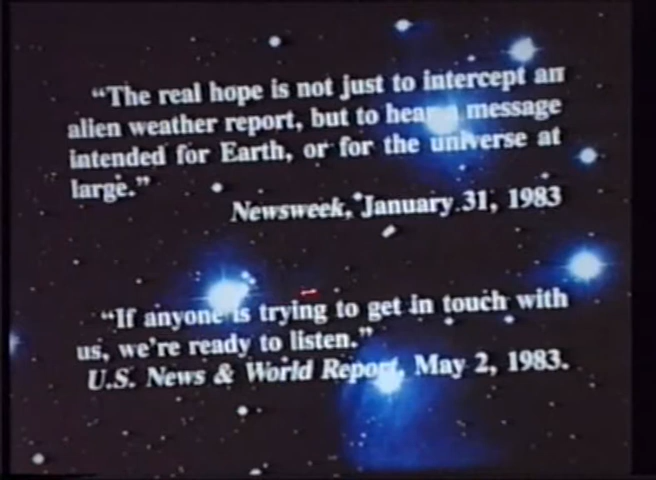 “The real hope is not just to intercept an
alien weather report, but to hear a message
intended for Earth, or for the universe at
large.”
Newsweek, January 31, 1983
“If anyone is trying to get in touch with
us, we’re ready to listen.”
U.S. News & World Report, May 2, 1983.